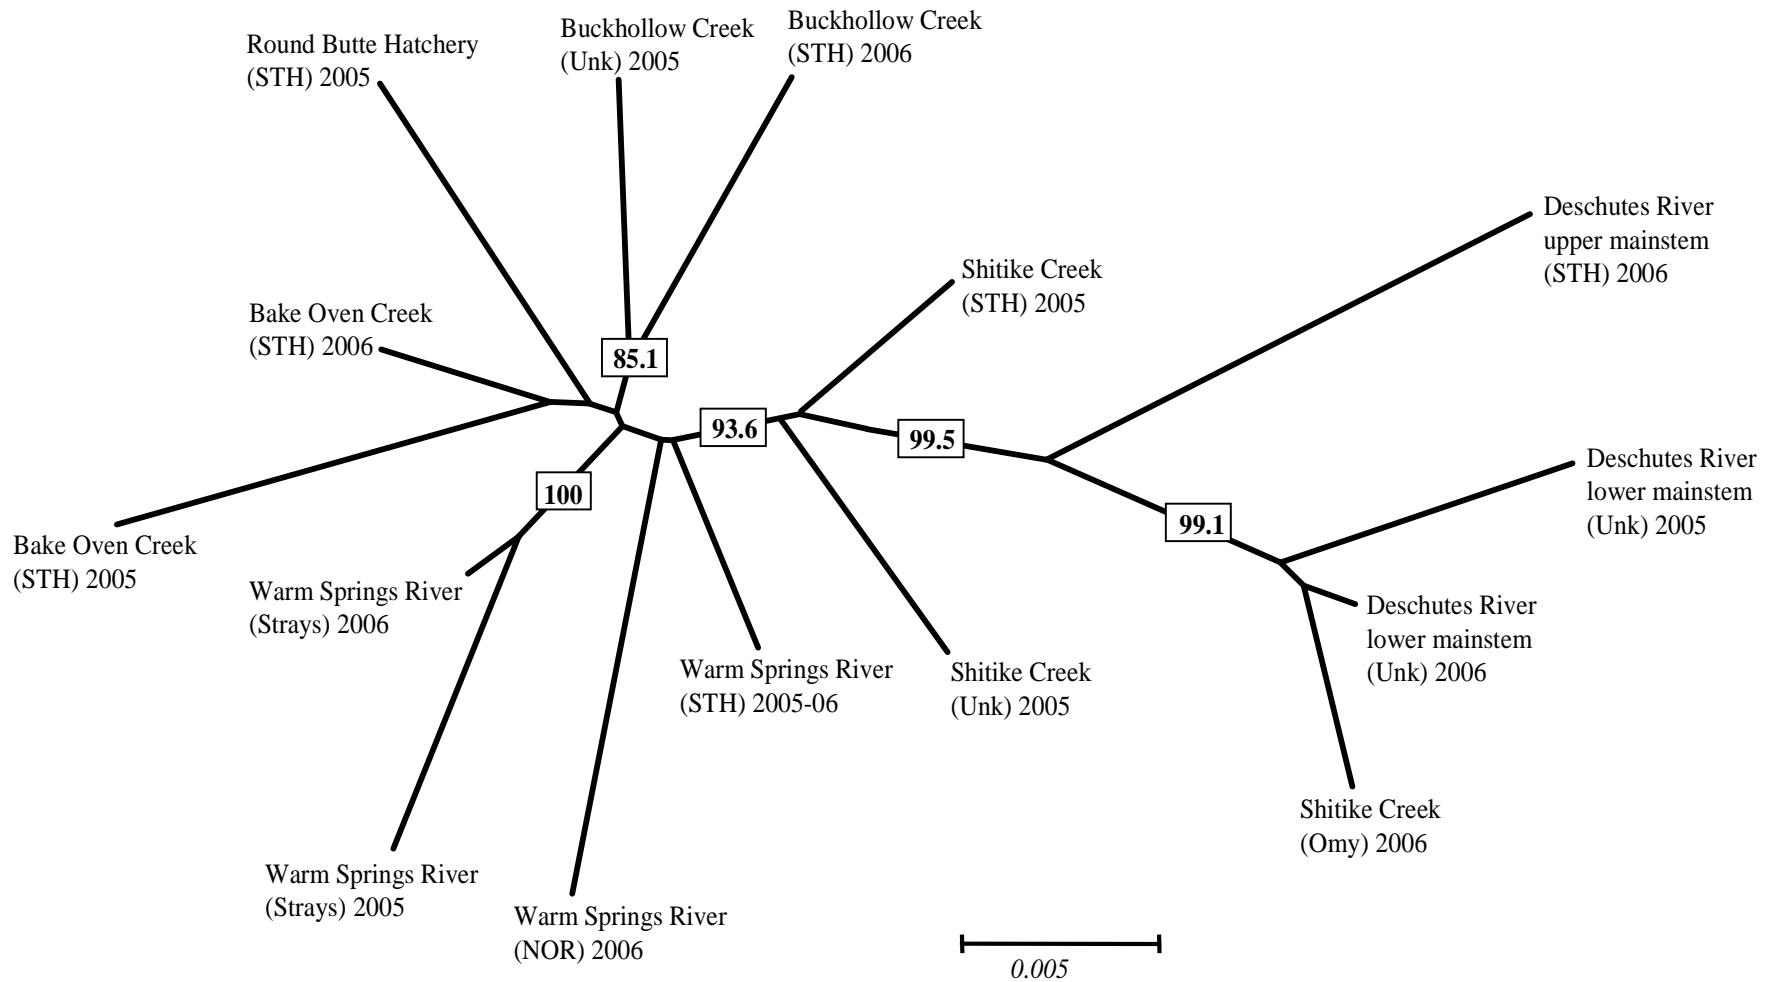 Round Butte Hatchery
(STH) 2005
Buckhollow Creek
(Unk) 2005
Buckhollow Creek
(STH) 2006
Deschutes River
upper mainstem
(STH) 2006
Shitike Creek
(STH) 2005
Bake Oven Creek
(STH) 2006
85.1
93.6
99.5
Deschutes River
lower mainstem
(Unk) 2005
100
99.1
Bake Oven Creek
(STH) 2005
Warm Springs River
(Strays) 2006
Deschutes River
lower mainstem
(Unk) 2006
Warm Springs River
(STH) 2005-06
Shitike Creek
(Unk) 2005
Shitike Creek
(Omy) 2006
Warm Springs River
(Strays) 2005
Warm Springs River
(NOR) 2006
0.005